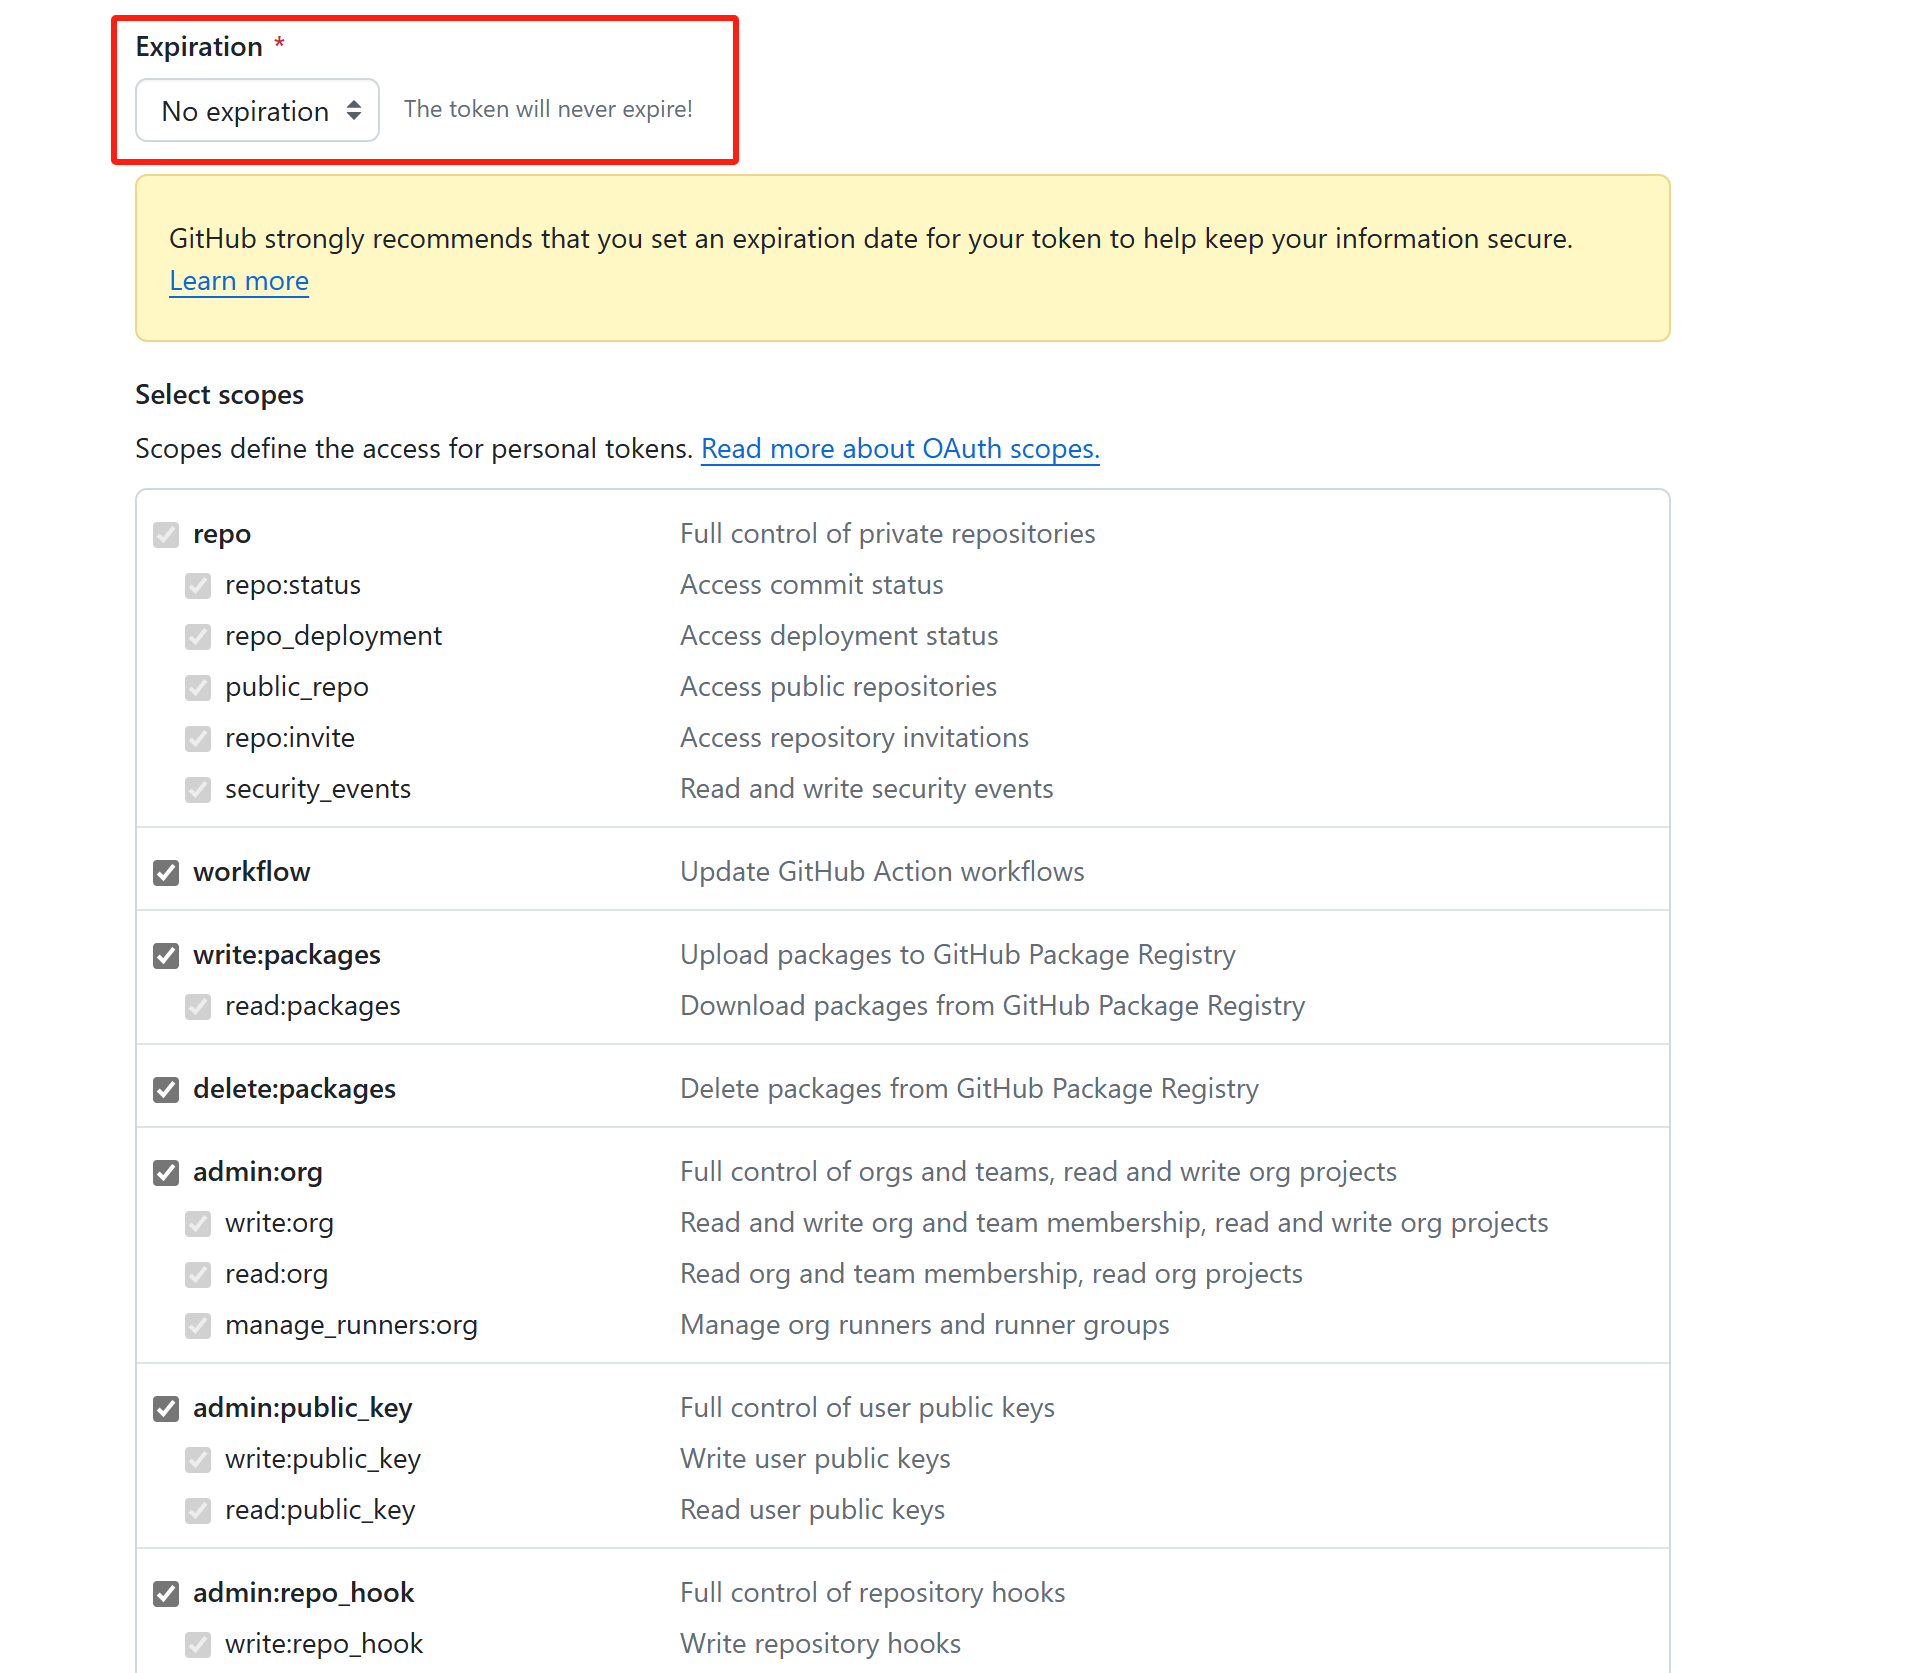 Expiration *
No expiration The token will never expire!
GitHub strongly recommends that you set an expiration date for your token to help keep your information secure.
Learn more
Select scopes
Scopes define the access for personal tokens. Read more about OAuth scopes.
repo Full control of private repositories
repo:status Access commit status
repo_deployment Access deployment status
public_repo Access public repositories
repo:invite Access repository invitations
security_events Read and write security events
workflow Update GitHub Action workflows
write:packages Upload packages to GitHub Package Registry
read:packages Download packages from GitHub Package Registry
delete:packages Delete packages from GitHub Package Registry
admin:org Full control of orgs and teams, read and write org projects
write:org Read and write org and team membership, read and write org projects
read:org Read org and team membership, read org projects
manage_runners:org Manage org runners and runner groups
admin:public_key Full control of user public keys
write:public_key Write user public keys
read:public_key Read user public keys
admin:repo_hook Full control of repository hooks
write:repo_hook Write repository hooks